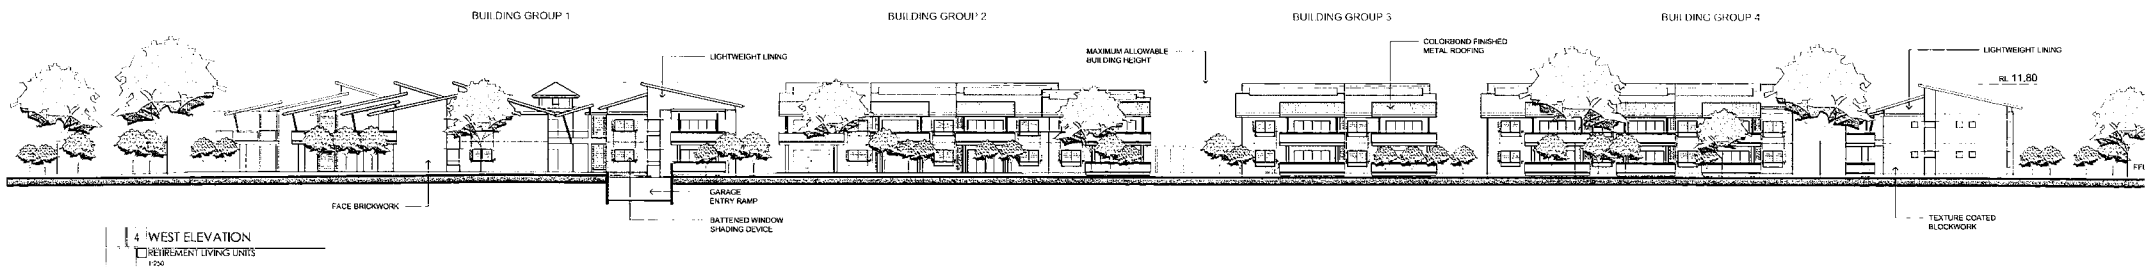 BUILDING GROUP 1
BUILDING GROUP 2
BUILDING GROUP 3
BUILDING GROUP 4
LIGHTWEIGHT LINING
MAXIMUM ALLOWABLE
BUILDING HEIGHT
COLORBOND FINISHED
METAL ROOFING
LIGHTWEIGHT LINING
RL 11,80
FACE BRICKWORK
GARAGE
ENTRY RAMP
BATTENED WINDOW
SHADING DEVICE
TEXTURE COATED
BLOCKWORK
4 WEST ELEVATION
RETIREMENT LIVING UNITS
1:250